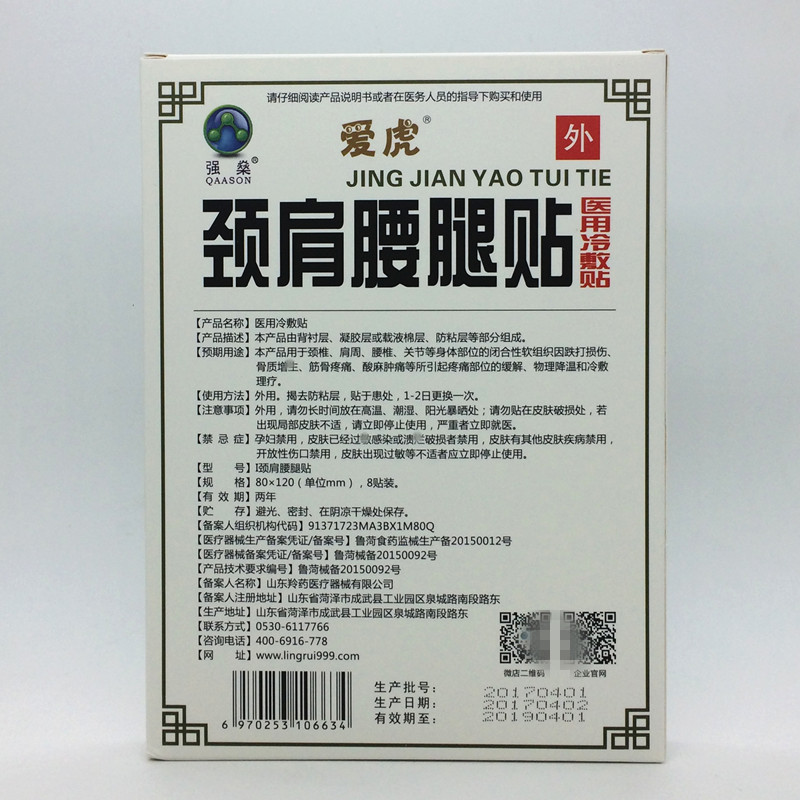 请仔细阅读产品说明书或者在医务人员的指导下购买和使用
强燊®
QAASON
爱虎®
外
JING JIAN YAO TUI TIE
颈肩腰腿贴
医用冷敷贴
【产品名称】医用冷敷贴
【产品描述】本产品由背衬层、凝胶层或载液棉层、防粘层等部分组成。
【预期用途】本产品用于颈椎、肩周、腰椎、关节等身体部位的闭合性软组织因跌打损伤、
骨质增生、筋骨疼痛、酸麻肿痛等所引起疼痛部位的缓解、物理降温和冷敷
理疗。
【使用方法】外用。揭去防粘层，贴于患处，1-2日更换一次。
【注意事项】外用，请勿长时间放在高温、潮湿、阳光暴晒处；请勿贴在皮肤破损处，若
出现局部皮肤不适，请立即停止使用，严重者立即就医。
【禁 忌 症】孕妇禁用，皮肤已经过敏感染或溃烂破损者禁用，皮肤有其他皮肤疾病禁用，
开放性伤口禁用，皮肤出现过敏等不适者应立即停止使用。
【型 号】I颈肩腰腿贴
【规 格】80×120（单位mm），8贴装。
【有 效 期】两年
【贮 存】避光、密封、在阴凉干燥处保存。
【备案人组织机构代码】91371723MA3BX1M80Q
【医疗器械生产备案凭证/备案号】鲁菏食药监械生产备20150012号
【医疗器械备案凭证/备案号】鲁菏械备20150092号
【产品技术要求编号】鲁菏械备20150092号
【备案人名称】山东羚药医疗器械有限公司
【备案人注册地址】山东省菏泽市成武县工业园区泉城路南段路东
【生产地址】山东省菏泽市成武县工业园区泉城路南段路东
【联系方式】0530-6117766
【咨询电话】400-6916-778
【网 址】www.lingrui999.com
微店二维码 企业官网
生产批号： 20170401
生产日期： 20170402
有效期至： 20190401
6 970253 106634